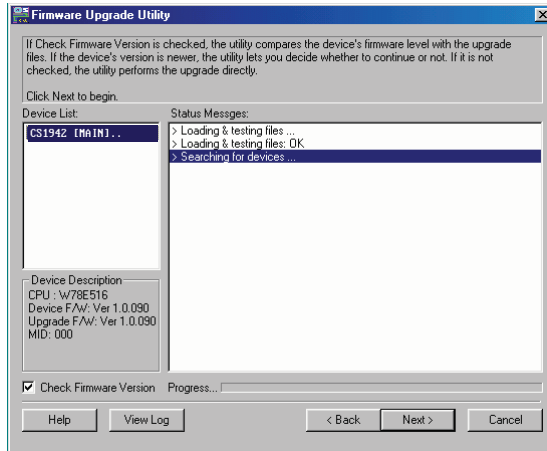 Firmware Upgrade Utility
If Check Firmware Version is checked, the utility compares the device's firmware level with the upgrade
files. If the device's version is newer, the utility lets you decide whether to continue or not. If it is not
checked, the utility performs the upgrade directly.
Click Next to begin.
Device List:
Status Messges:
CS1942 [MAIN]..
> Loading & testing files ...
> Loading & testing files: OK
> Searching for devices ...
Device Description
CPU : W78E516
Device F/W: Ver 1.0.090
Upgrade F/W: Ver 1.0.090
MID: 000
Check Firmware Version
Progress...
Help
View Log
< Back
Next >
Cancel